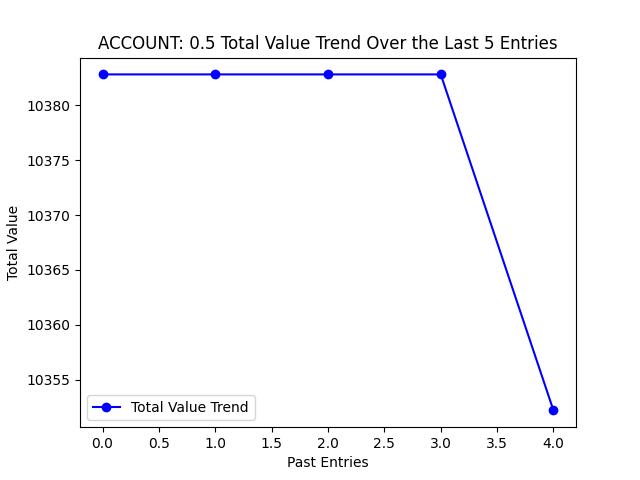 ACCOUNT: 0.5 Total Value Trend Over the Last 5 Entries
Total Value
10380
10375
10370
10365
10360
10355
Total Value Trend
0.0 0.5 1.0 1.5 2.0 2.5 3.0 3.5 4.0
Past Entries